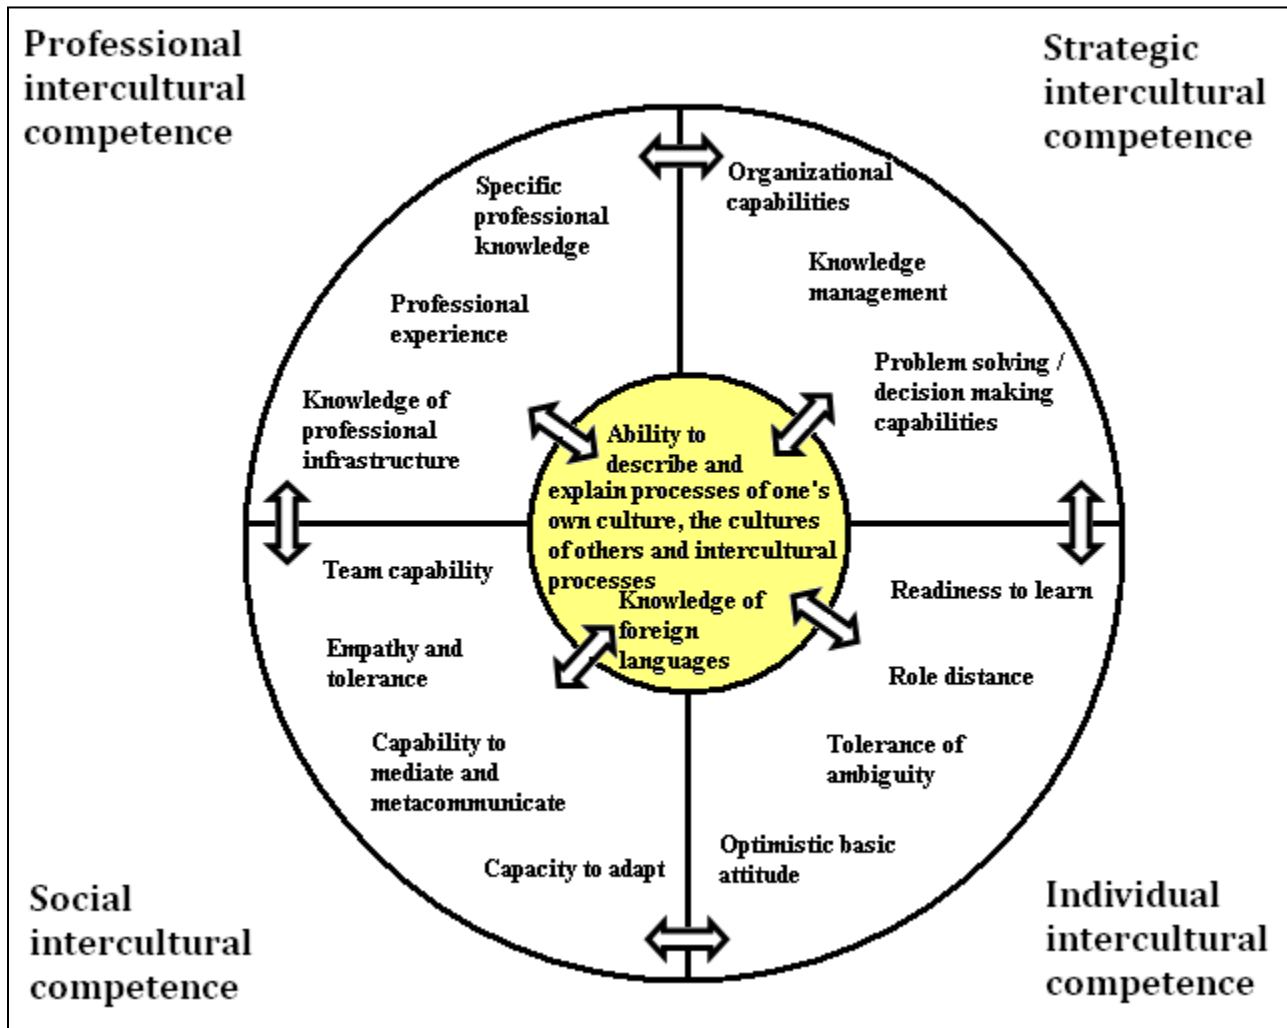 Professional
intercultural
competence
Strategic
intercultural
competence
Specific
professional
knowledge
Professional
experience
Knowledge of
professional
infrastructure
Organizational
capabilities
Knowledge
management
Problem solving /
decision making
capabilities
Ability to
describe and
explain processes of one's
own culture, the cultures
of others and intercultural
processes
Knowledge of
foreign
languages
Team capability
Empathy and
tolerance
Capability to
mediate and
metacommunicate
Capacity to adapt
Readiness to learn
Role distance
Tolerance of
ambiguity
Optimistic basic
attitude
Social
intercultural
competence
Individual
intercultural
competence